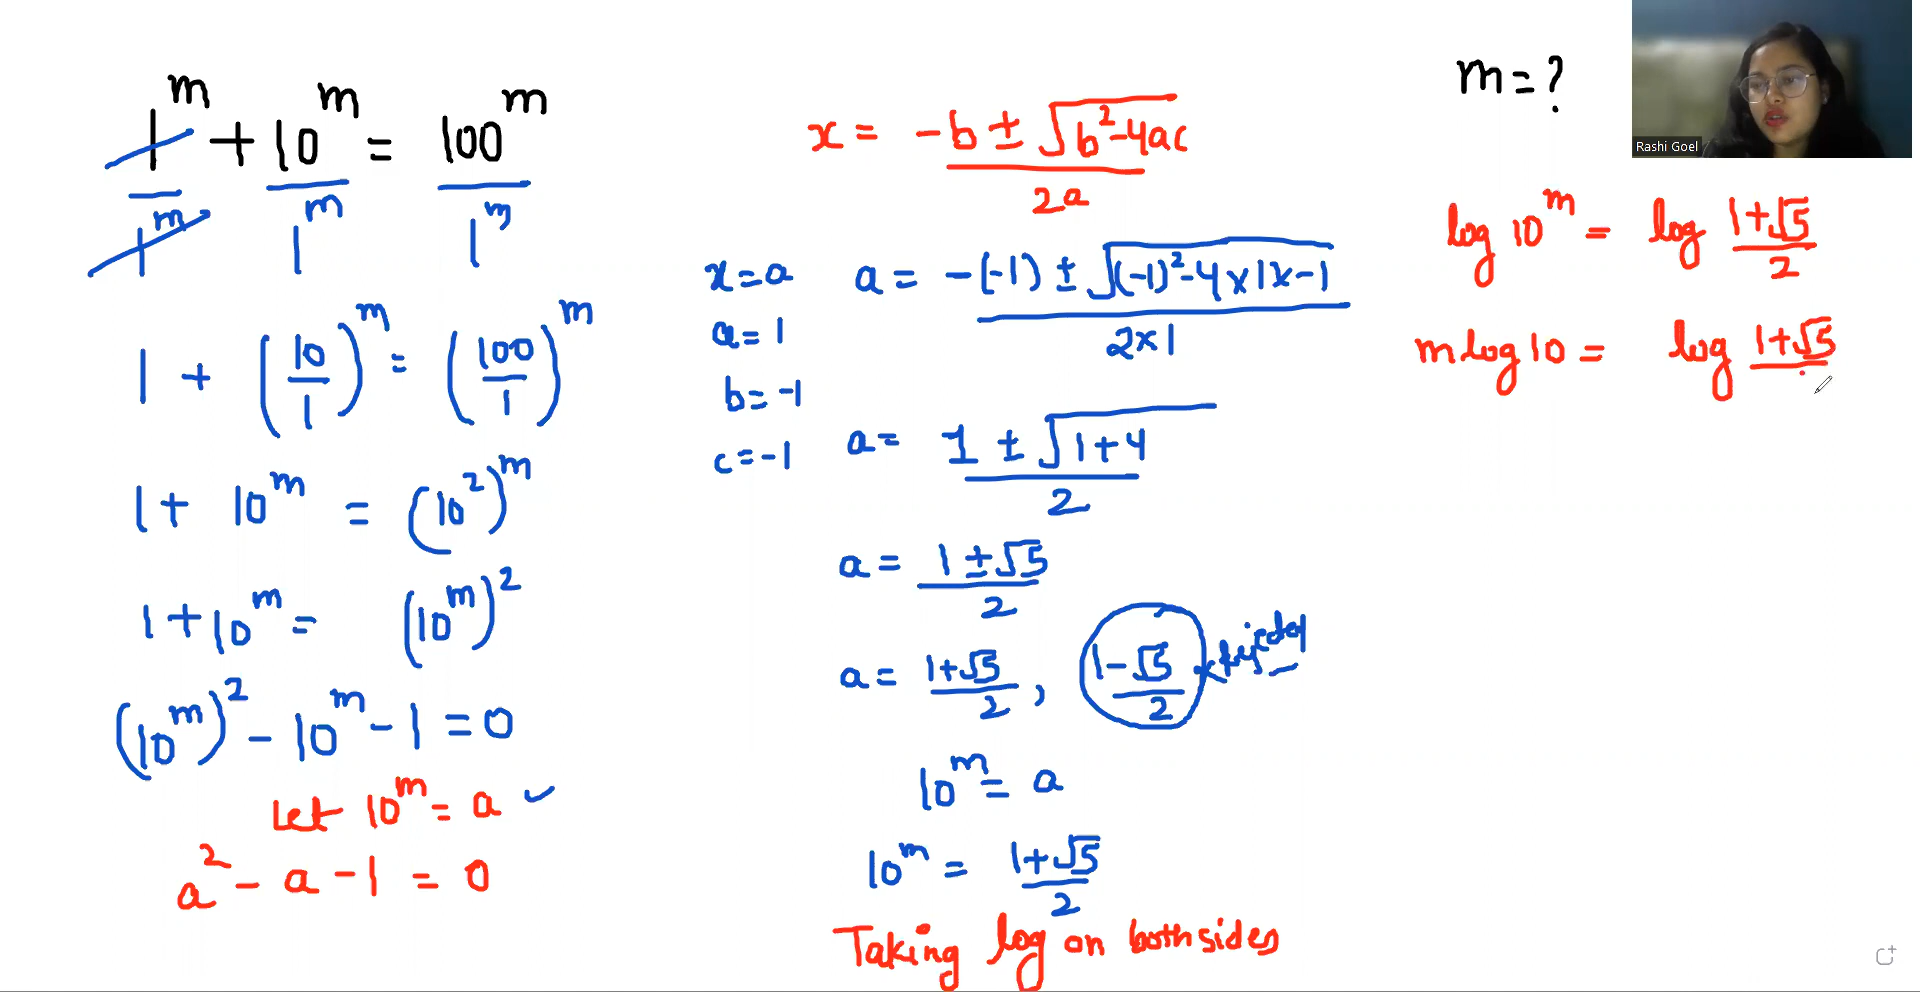 1^m + 10^m = 100^m
1^m 1^m 1^m
1 + (10/1)^m = (100/1)^m
1 + 10^m = (10^2)^m
1 + 10^m = (10^m)^2
(10^m)^2 - 10^m - 1 = 0
Let 10^m = a ✓
a^2 - a - 1 = 0
x = -b ± √b^2-4ac
2a
x = a
a = 1
b = -1
c = -1
a = -(-1) ± √(-1)^2-4×1×-1
2×1
a = 1 ± √1+4
2
a = 1±√5
2
a = 1+√5/2 , 1-√5/2 rejected
10^m = a
10^m = 1+√5
2
Taking log on both sides
m = ?
Rashi Goel
log 10^m = log 1+√5
2
m log 10 = log 1+√5